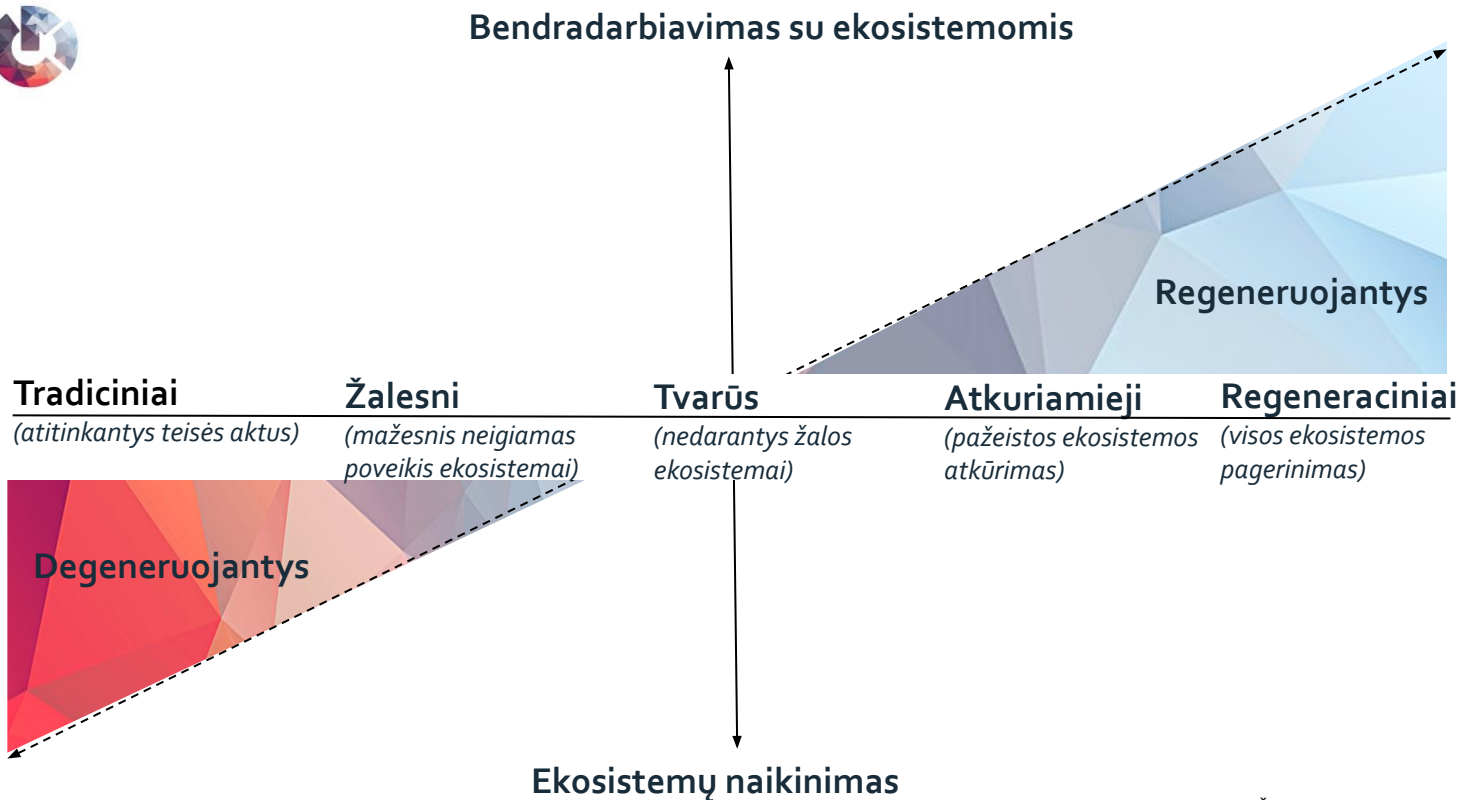 Bendradarbiavimas su ekosistemomis
Regeneruojantys
Tradiciniai
(atitinkantys teisės aktus)
Žalesni
(mažesnis neigiamas
poveikis ekosistemai)
Tvarūs
(nedarantys žalos
ekosistemai)
Atkuriamieji
(pažeistos ekosistemos
atkūrimas)
Regeneraciniai
(visos ekosistemos
pagerinimas)
Degeneruojantys
Ekosistemų naikinimas